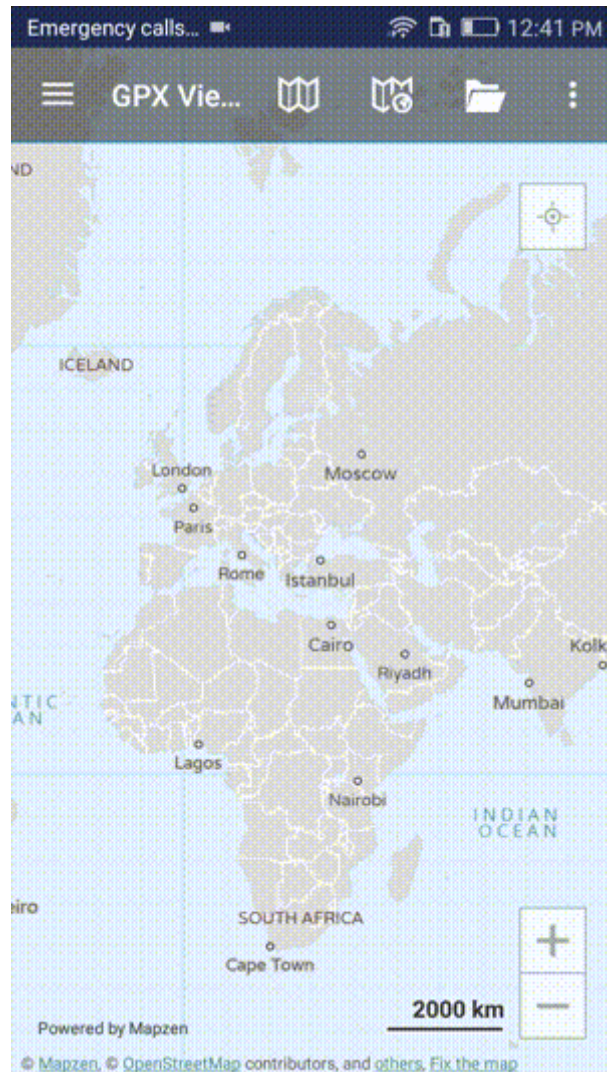 Emergency calls...
12:41 PM
GPX Vie...
ND
ICELAND
London
Moscow
Paris
Rome
Istanbul
Cairo
Riyadh
Kolk
Mumbai
NTIC
AN
Lagos
Nairobi
INDIAN
OCEAN
eiro
SOUTH AFRICA
Cape Town
2000 km
Powered by Mapzen
© Mapzen, © OpenStreetMap contributors, and others, Fix the map